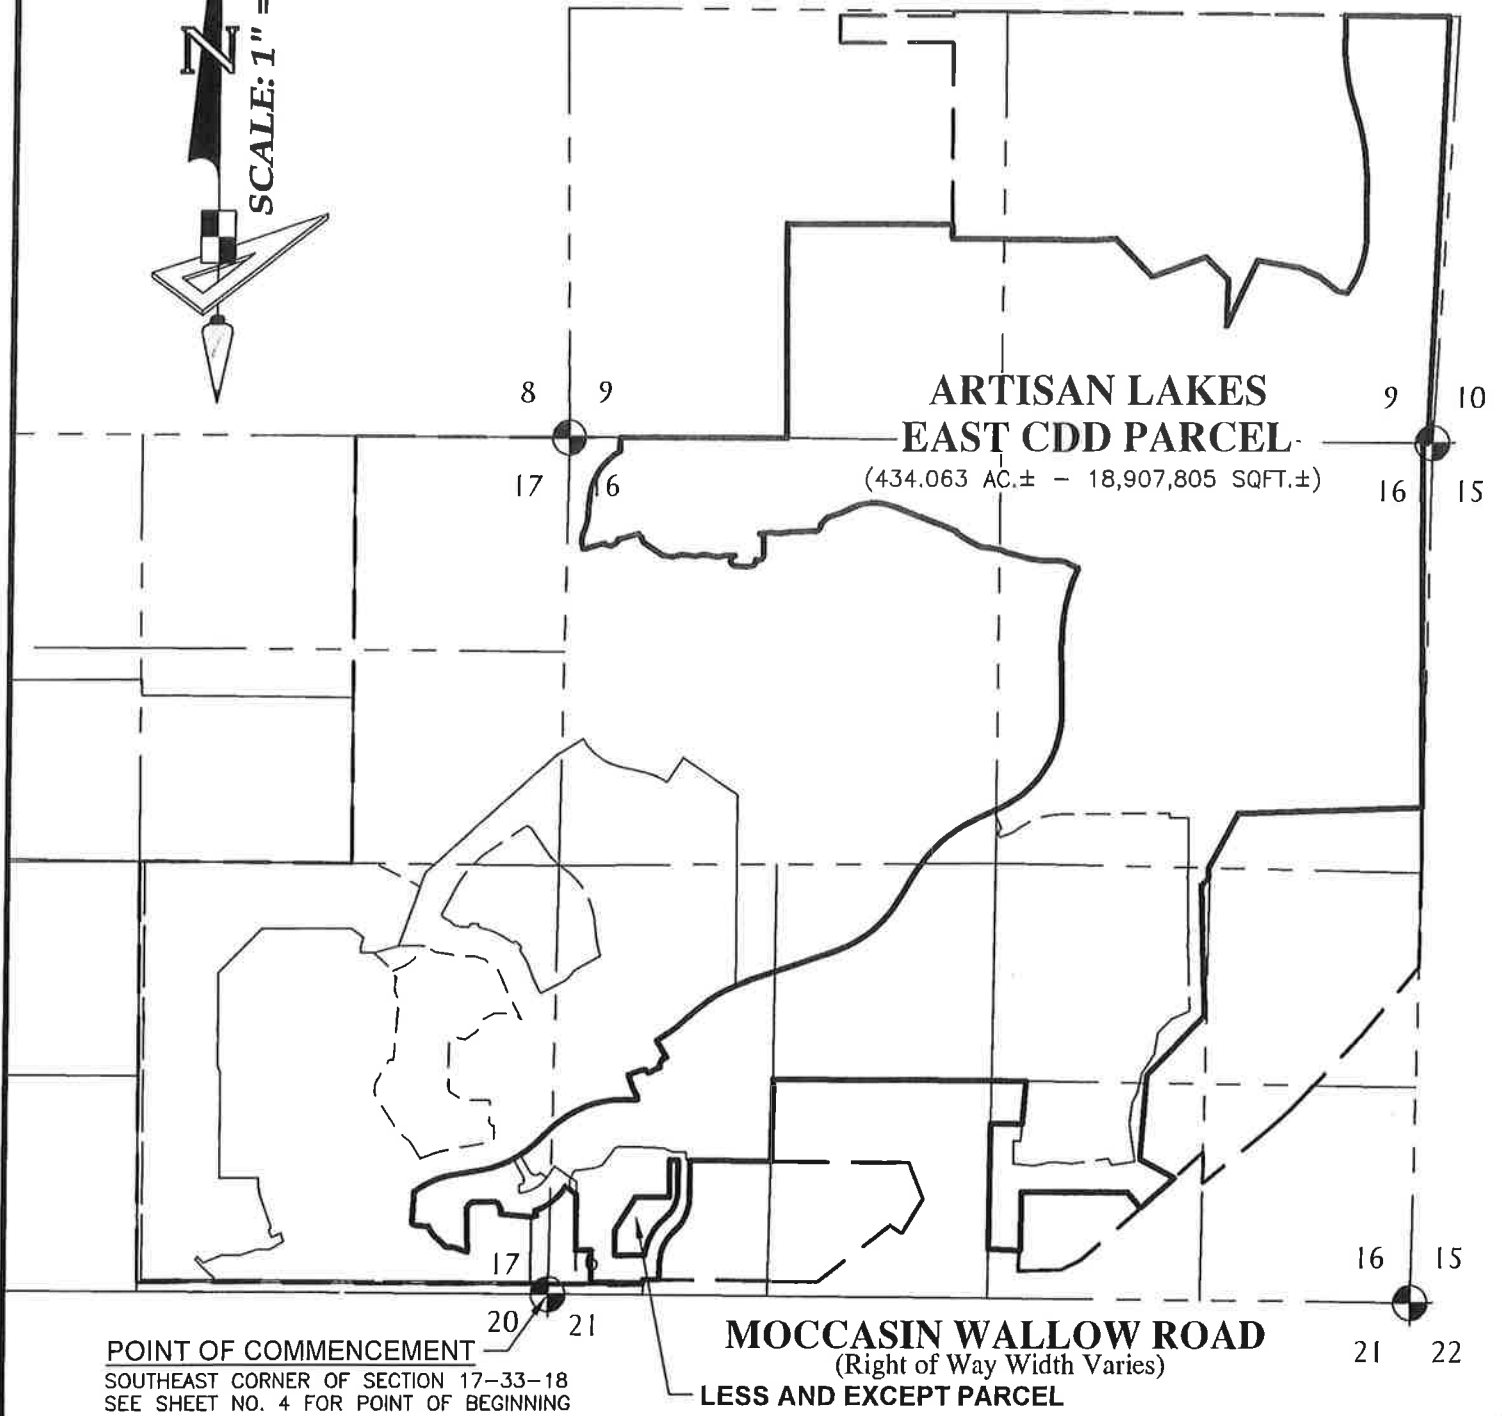 N
SCALE: 1" =
8
9
ARTISAN LAKES
EAST CDD PARCEL
(434.063 AC.± – 18,907,805 SQFT.±)
9
10
17
16
16
15
17
16
16
15
20
21
MOCCASIN WALLOW ROAD
(Right of Way Width Varies)
21
22
POINT OF COMMENCEMENT
SOUTHEAST CORNER OF SECTION 17–33–18
SEE SHEET NO. 4 FOR POINT OF BEGINNING
LESS AND EXCEPT PARCEL